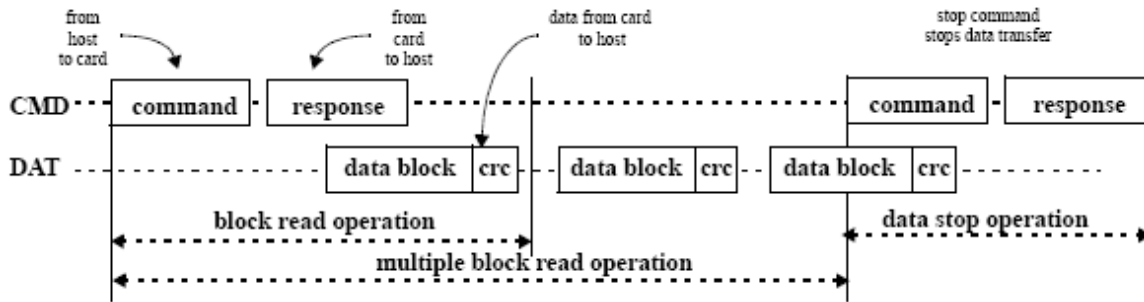 from
host
to card
from
card
to host
data from card
to host
stop command
stops data transfer
CMD command response command response
DAT data block crc data block crc data block crc
block read operation data stop operation
multiple block read operation